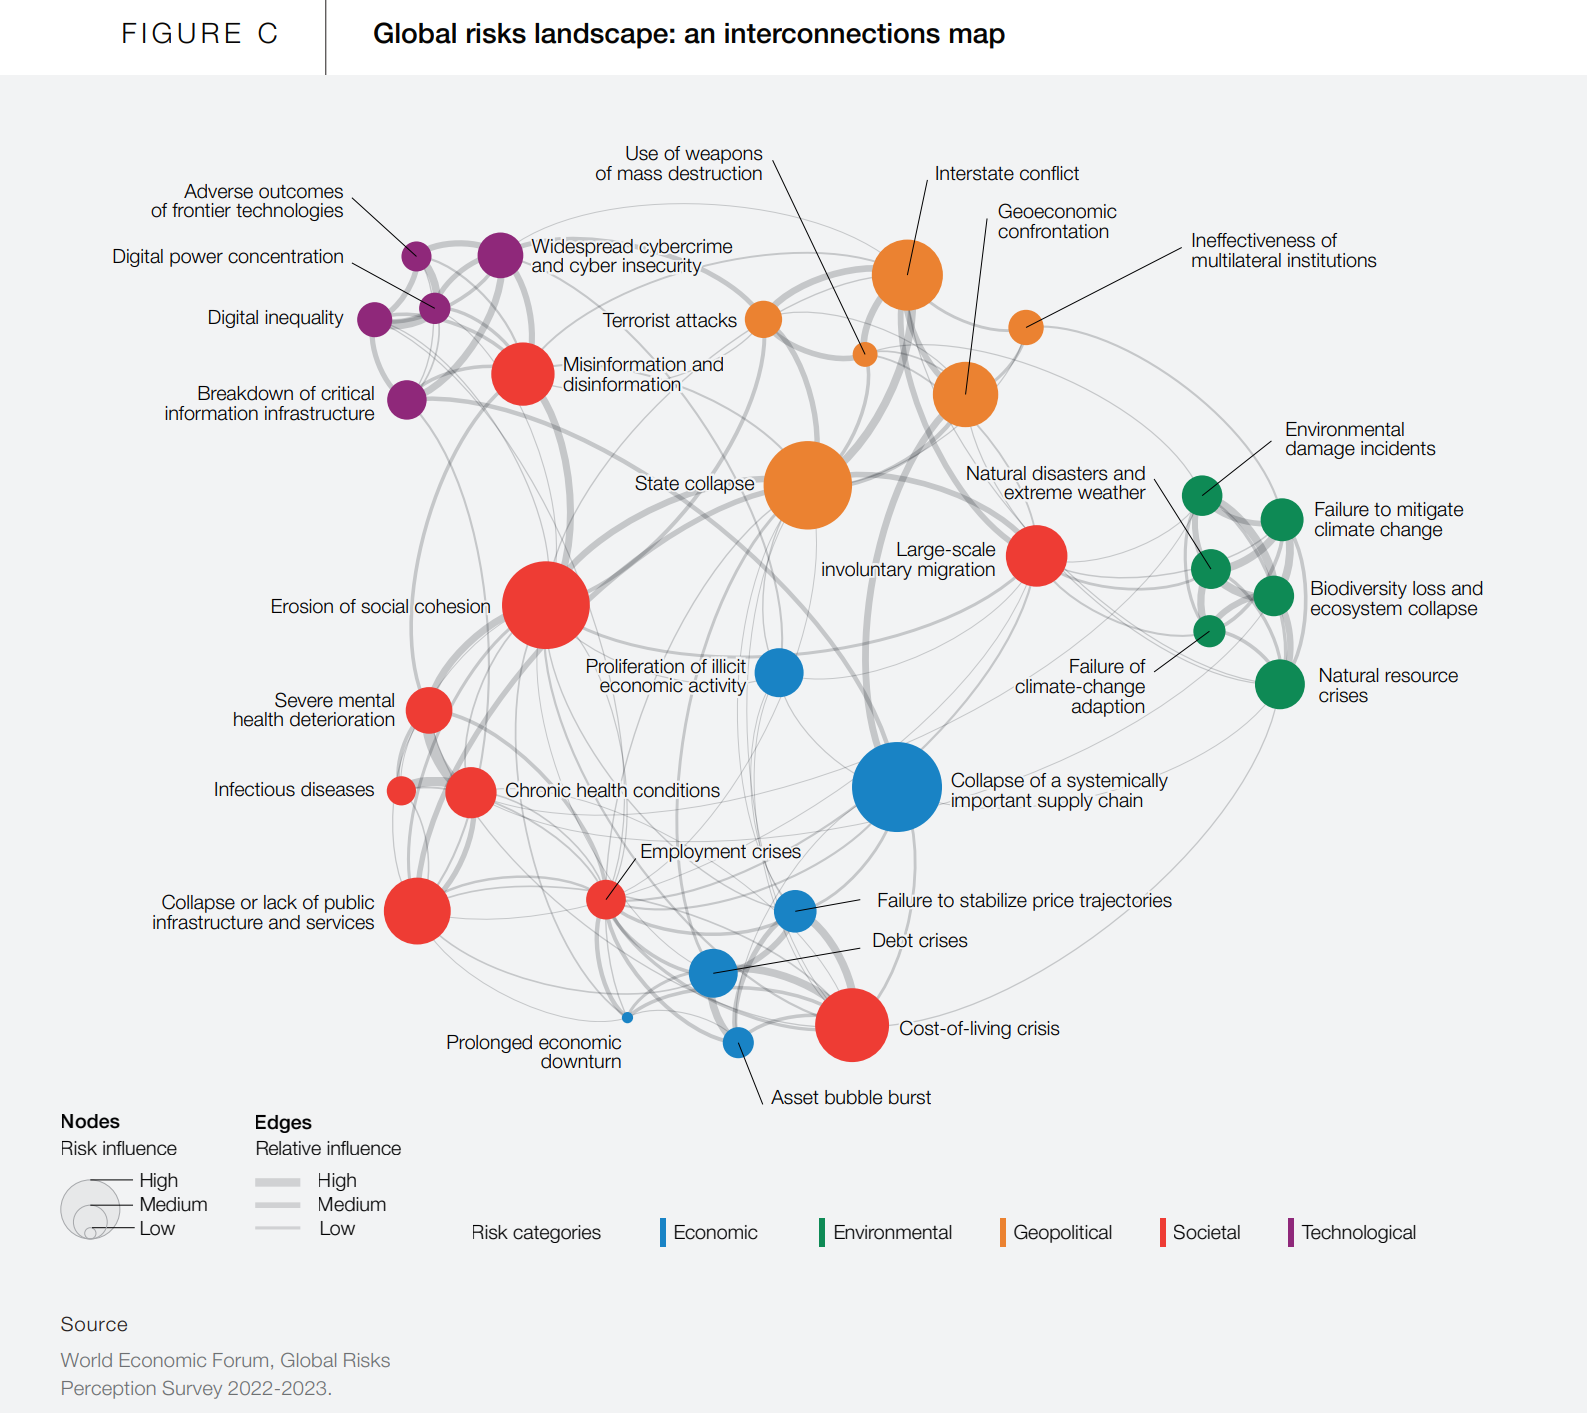 FIGURE C
Global risks landscape: an interconnections map
Use of weapons
of mass destruction
Interstate conflict
Adverse outcomes
of frontier technologies
Geoeconomic
confrontation
Digital power concentration
Widespread cybercrime
and cyber insecurity
Ineffectiveness of
multilateral institutions
Digital inequality
Terrorist attacks
Misinformation and
disinformation
Breakdown of critical
information infrastructure
Environmental
damage incidents
State collapse
Natural disasters and
extreme weather
Failure to mitigate
climate change
Large-scale
involuntary migration
Biodiversity loss and
ecosystem collapse
Erosion of social cohesion
Proliferation of illicit
economic activity
Failure of
climate-change
adaption
Natural resource
crises
Severe mental
health deterioration
Infectious diseases
Chronic health conditions
Collapse of a systemically
important supply chain
Employment crises
Collapse or lack of public
infrastructure and services
Failure to stabilize price trajectories
Debt crises
Prolonged economic
downturn
Cost-of-living crisis
Asset bubble burst
Nodes
Risk influence
High
Medium
Low
Edges
Relative influence
High
Medium
Low
Risk categories
Economic
Environmental
Geopolitical
Societal
Technological
Source
World Economic Forum, Global Risks
Perception Survey 2022-2023.